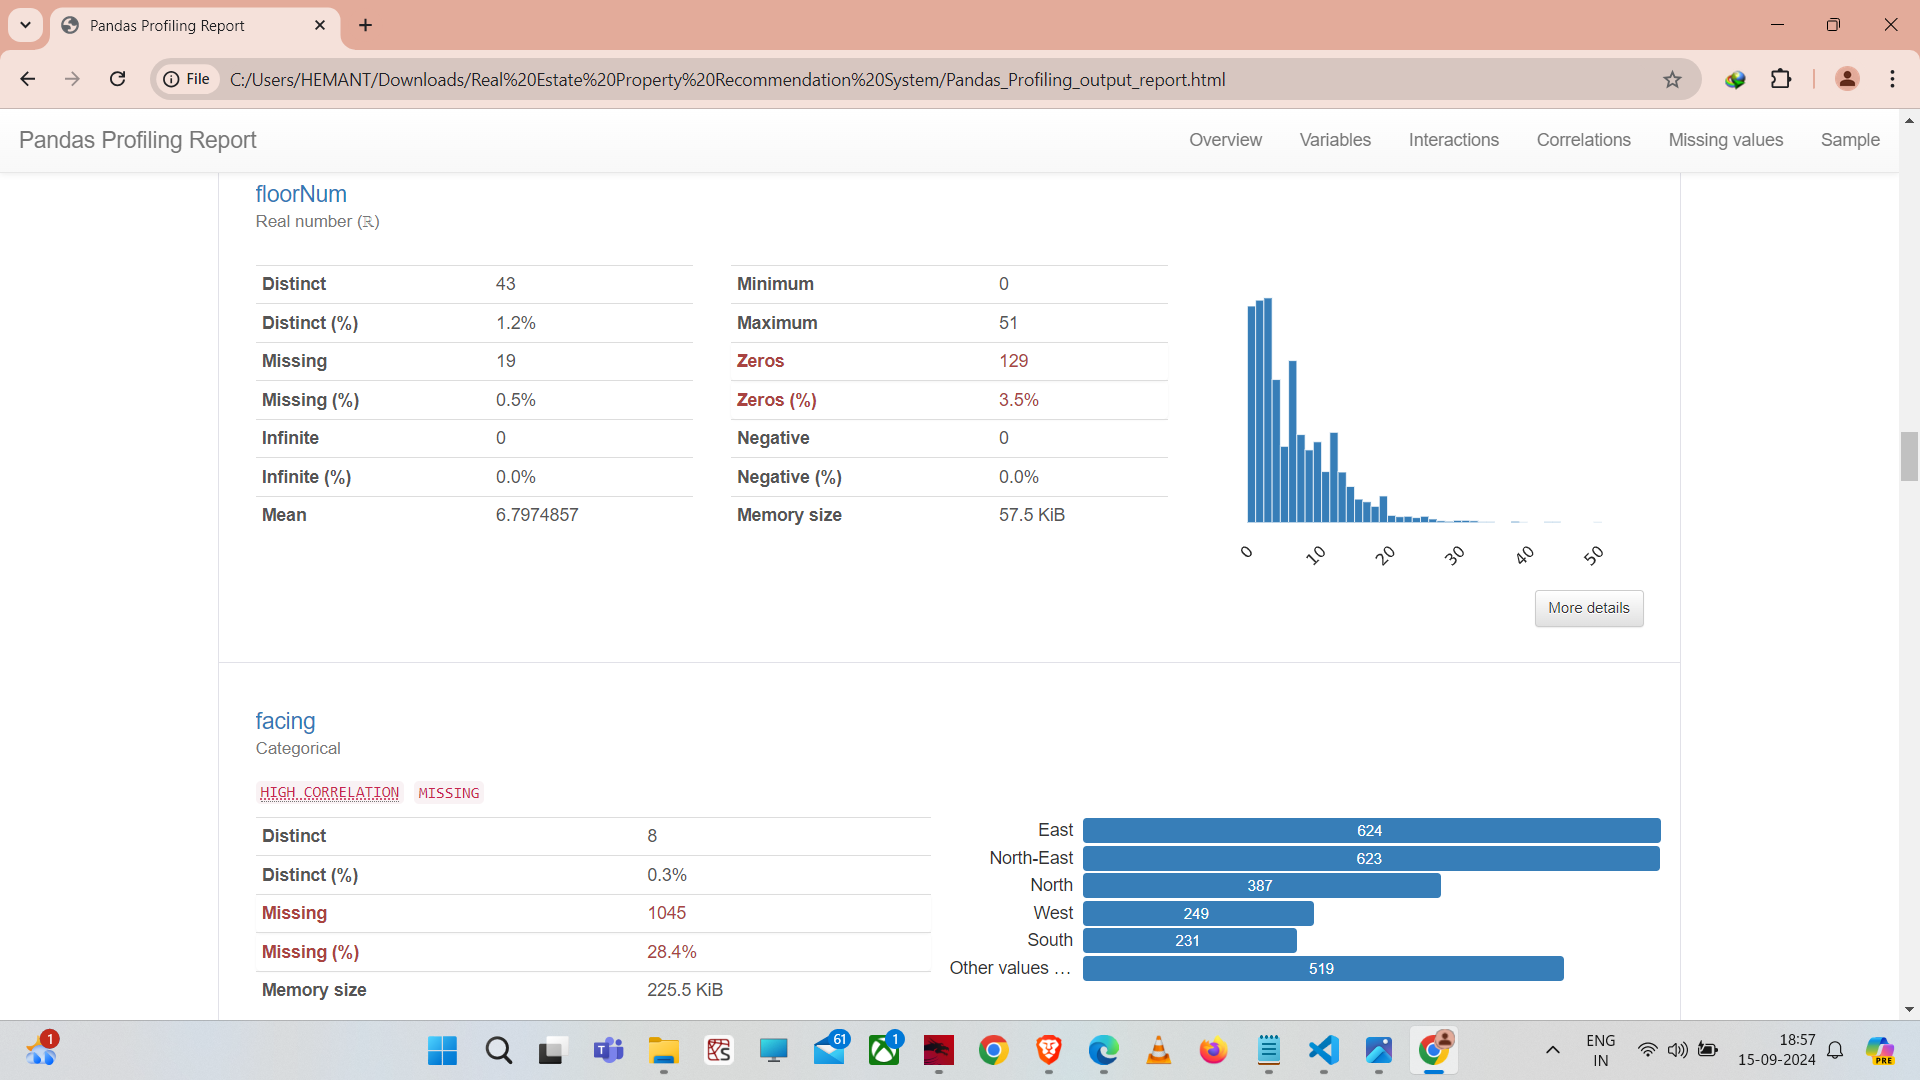 Pandas Profiling Report
File
C:/Users/HEMANT/Downloads/Real%20Estate%20Property%20Recommendation%20System/Pandas_Profiling_output_report.html
Pandas Profiling Report
Overview
Variables
Interactions
Correlations
Missing values
Sample
floorNum
Real number (ℝ)
Distinct 43
Distinct (%) 1.2%
Missing 19
Missing (%) 0.5%
Infinite 0
Infinite (%) 0.0%
Mean 6.7974857
Minimum 0
Maximum 51
Zeros 129
Zeros (%) 3.5%
Negative 0
Negative (%) 0.0%
Memory size 57.5 KiB
0 10 20 30 40 50
More details
facing
Categorical
HIGH CORRELATION MISSING
Distinct 8
Distinct (%) 0.3%
Missing 1045
Missing (%) 28.4%
Memory size 225.5 KiB
East 624
North-East 623
North 387
West 249
South 231
Other values … 519
1
61
1
ENG
IN
18:57
15-09-2024
PRE